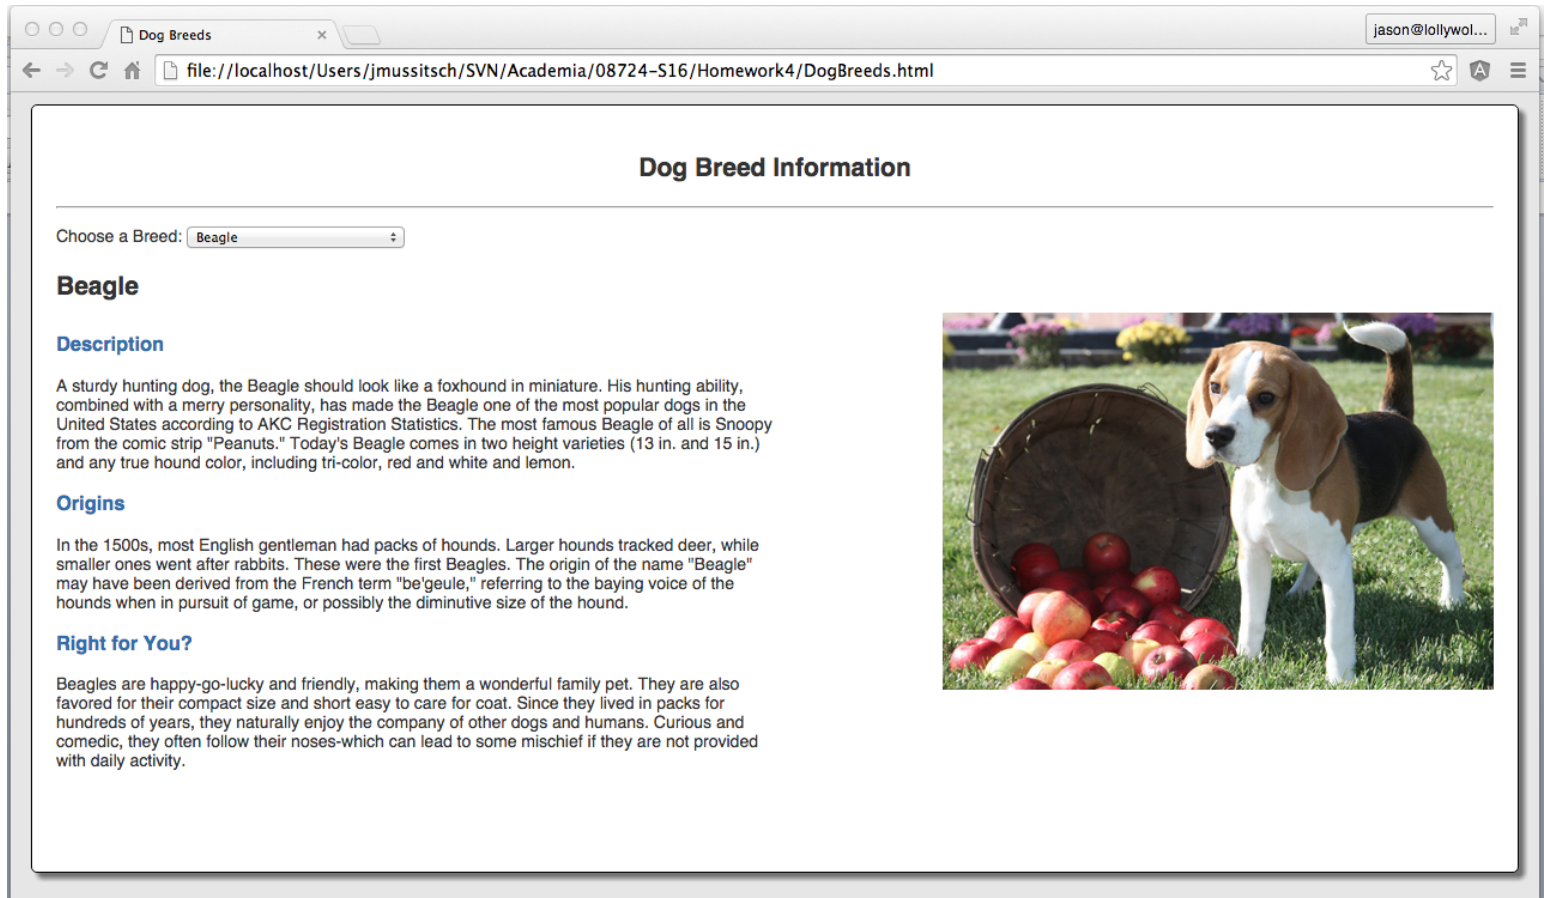 Dog Breeds
jason@lollywol...
file://localhost/Users/jmussitsch/SVN/Academia/08724-S16/Homework4/DogBreeds.html
Dog Breed Information
Choose a Breed: Beagle
Beagle
Description
A sturdy hunting dog, the Beagle should look like a foxhound in miniature. His hunting ability,
combined with a merry personality, has made the Beagle one of the most popular dogs in the
United States according to AKC Registration Statistics. The most famous Beagle of all is Snoopy
from the comic strip "Peanuts." Today's Beagle comes in two height varieties (13 in. and 15 in.)
and any true hound color, including tri-color, red and white and lemon.
Origins
In the 1500s, most English gentleman had packs of hounds. Larger hounds tracked deer, while
smaller ones went after rabbits. These were the first Beagles. The origin of the name "Beagle"
may have been derived from the French term "be'geule," referring to the baying voice of the
hounds when in pursuit of game, or possibly the diminutive size of the hound.
Right for You?
Beagles are happy-go-lucky and friendly, making them a wonderful family pet. They are also
favored for their compact size and short easy to care for coat. Since they lived in packs for
hundreds of years, they naturally enjoy the company of other dogs and humans. Curious and
comedic, they often follow their noses-which can lead to some mischief if they are not provided
with daily activity.